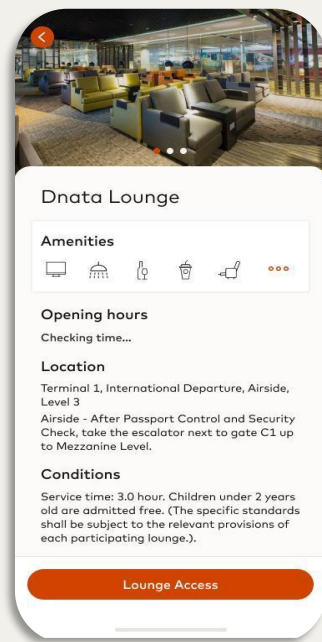 Dnata Lounge
Amenities
Opening hours
Checking time...
Location
Terminal 1, International Departure, Airside,
Level 3
Airside - After Passport Control and Security
Check, take the escalator next to gate C1 up
to Mezzanine Level.
Conditions
Service time: 3.0 hour. Children under 2 years
old are admitted free. (The specific standards
shall be subject to the relevant provisions of
each participating lounge.).
Lounge Access